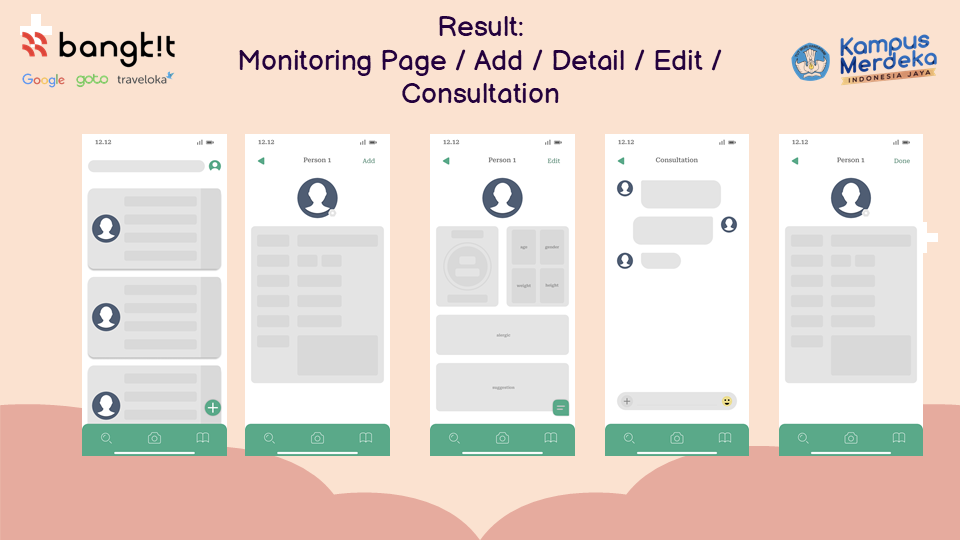 bangk!t
Google goto traveloka
Result:
Monitoring Page / Add / Detail / Edit /
Consultation
Kampus
Merdeka
INDONESIA JAYA
12.12
12.12
Person 1
Add
12.12
Person 1
Edit
age
gender
weight
height
weight
suggestion
12.12
Consultation
12.12
Person 1
Done